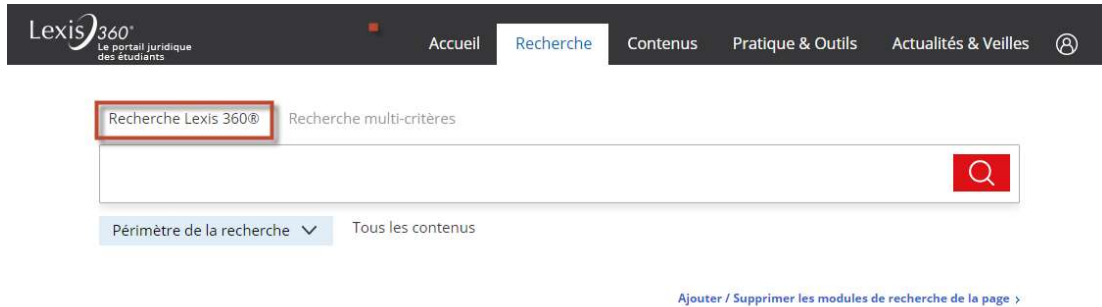 Lexis 360°
Le portail juridique
des étudiants
Accueil Recherche Contenus Pratique & Outils Actualités & Veilles
Recherche Lexis 360® Recherche multi-critères
Périmètre de la recherche Tous les contenus
Ajouter / Supprimer les modules de recherche de la page ›